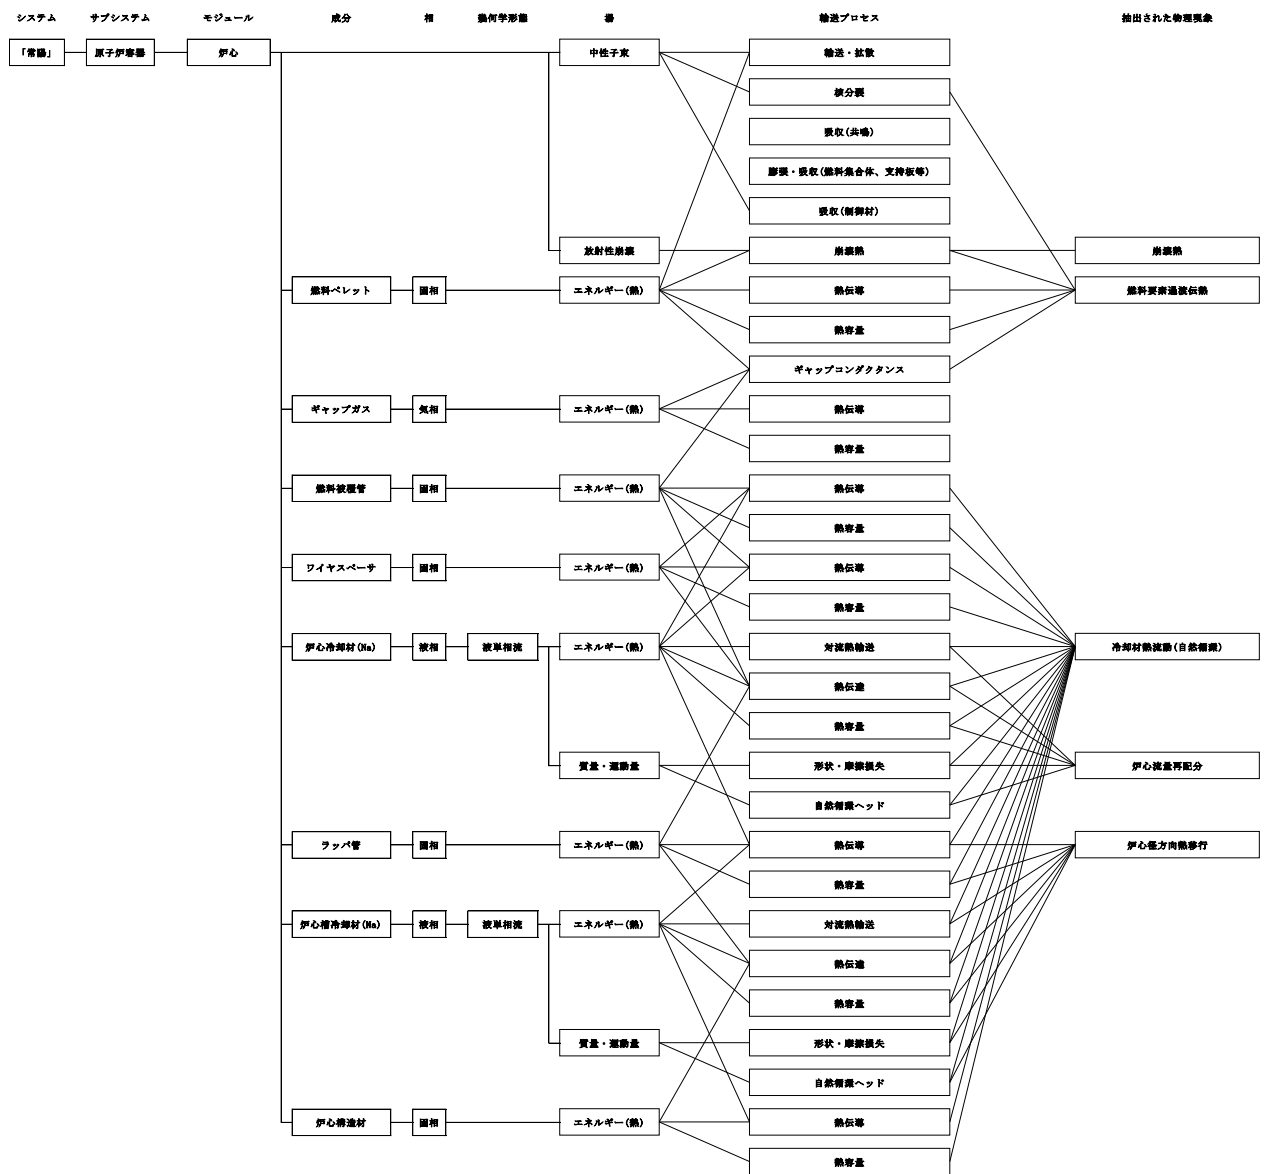 システム サブシステム モジュール 成分 相 幾何学形態 場 輸送プロセス 抽出された物理現象
「常陽」 原子炉容器 炉心 中性子束 輸送・拡散
核分裂
吸収(共鳴)
膨張・吸収(燃料集合体、支持板等)
吸収(制御材)
放射性崩壊 崩壊熱 崩壊熱
燃料ペレット 固相 エネルギー(熱) 熱伝導 燃料要素過渡伝熱
熱容量
ギャップコンダクタンス
ギャップガス 気相 エネルギー(熱) 熱伝導
熱容量
燃料被覆管 固相 エネルギー(熱) 熱伝導
熱容量
ワイヤスペーサ 固相 エネルギー(熱) 熱伝導
熱容量
炉心冷却材(Na) 液相 液単相流 エネルギー(熱) 対流熱輸送 冷却材熱流動(自然循環)
熱伝達
熱容量
質量・運動量 形状・摩擦損失 炉心流量再配分
自然循環ヘッド
ラッパ管 固相 エネルギー(熱) 熱伝導 炉心径方向熱移行
熱容量
炉心槽冷却材(Na) 液相 液単相流 エネルギー(熱) 対流熱輸送
熱伝達
熱容量
質量・運動量 形状・摩擦損失
自然循環ヘッド
炉心構造材 固相 エネルギー(熱) 熱伝導
熱容量